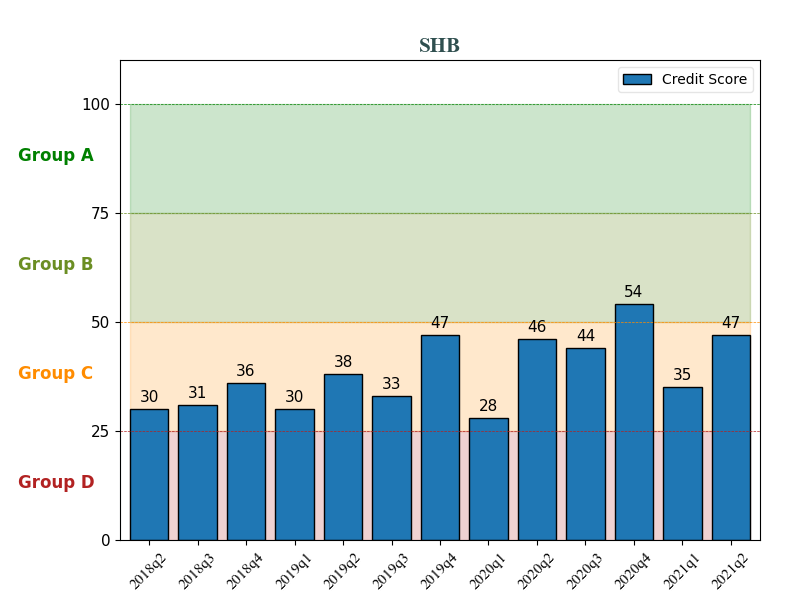 SHB
Credit Score
100
Group A
75
Group B
50
Group C
25
Group D
0
30
31
36
30
38
33
47
28
46
44
54
35
47
2018q2
2018q3
2018q4
2019q1
2019q2
2019q3
2019q4
2020q1
2020q2
2020q3
2020q4
2021q1
2021q2